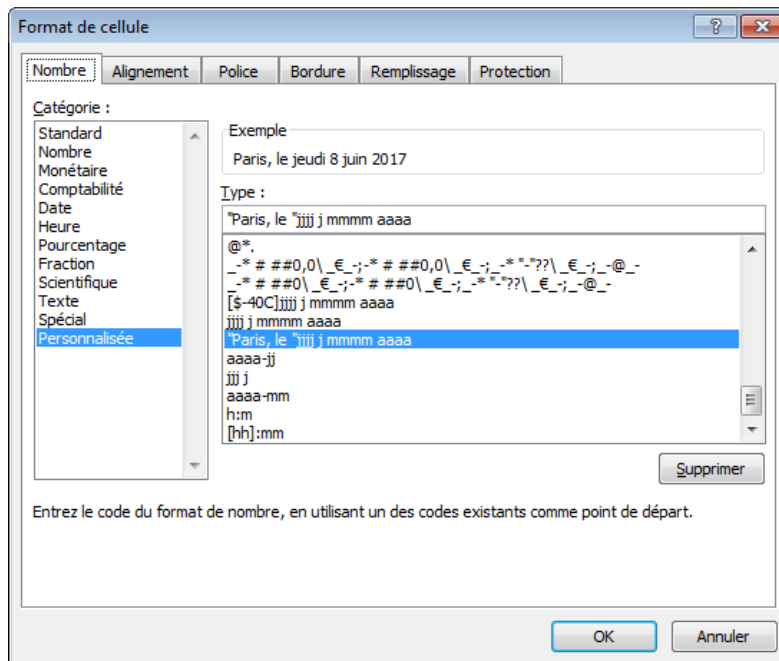 Format de cellule
Nombre Alignement Police Bordure Remplissage Protection
Catégorie :
Standard
Nombre
Monétaire
Comptabilité
Date
Heure
Pourcentage
Fraction
Scientifique
Texte
Spécial
Personnalisée
Exemple
Paris, le jeudi 8 juin 2017
Type :
"Paris, le "jjjj j mmmm aaaa
@*.
_-* # ##0,0\ _€_-;-* # ##0,0\ _€_-;_-* "-"??\ _€_-;_-@_-
_-* # ##0\ _€_-;-* # ##0\ _€_-;_-* "-"??\ _€_-;_-@_-
[$-40C]jjjj j mmmm aaaa
jjjj j mmmm aaaa
"Paris, le "jjjj j mmmm aaaa
aaaa-jj
jjj j
aaaa-mm
h:m
[hh]:mm
Supprimer
Entrez le code du format de nombre, en utilisant un des codes existants comme point de départ.
OK Annuler